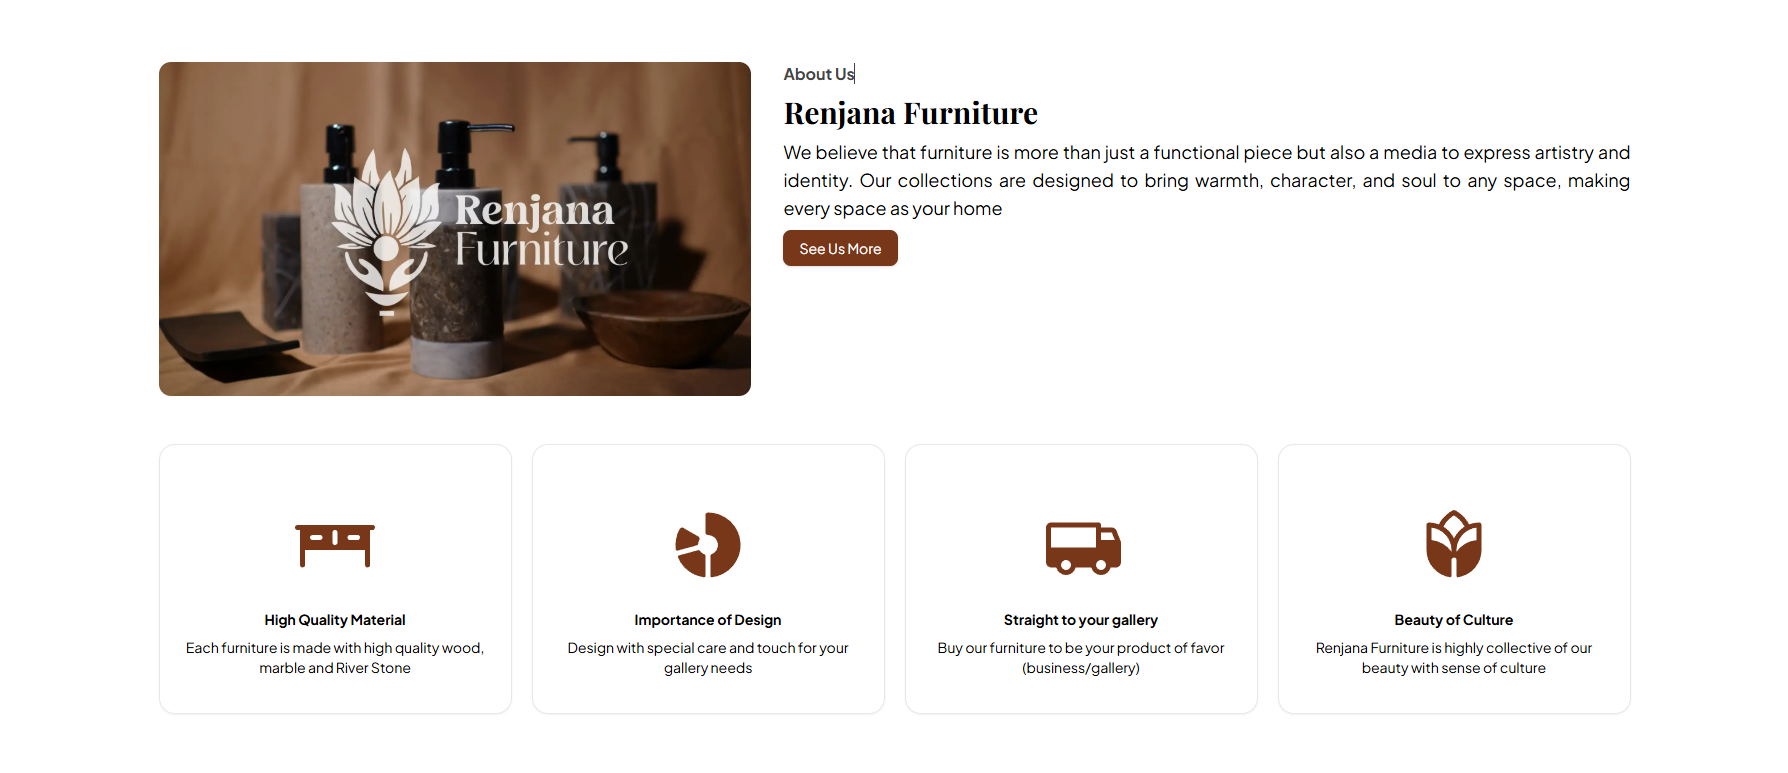 Renjana
Furniture
About Us
Renjana Furniture
We believe that furniture is more than just a functional piece but also a media to express artistry and
identity. Our collections are designed to bring warmth, character, and soul to any space, making
every space as your home
See Us More
High Quality Material
Each furniture is made with high quality wood,
marble and River Stone
Importance of Design
Design with special care and touch for your
gallery needs
Straight to your gallery
Buy our furniture to be your product of favor
(business/gallery)
Beauty of Culture
Renjana Furniture is highly collective of our
beauty with sense of culture